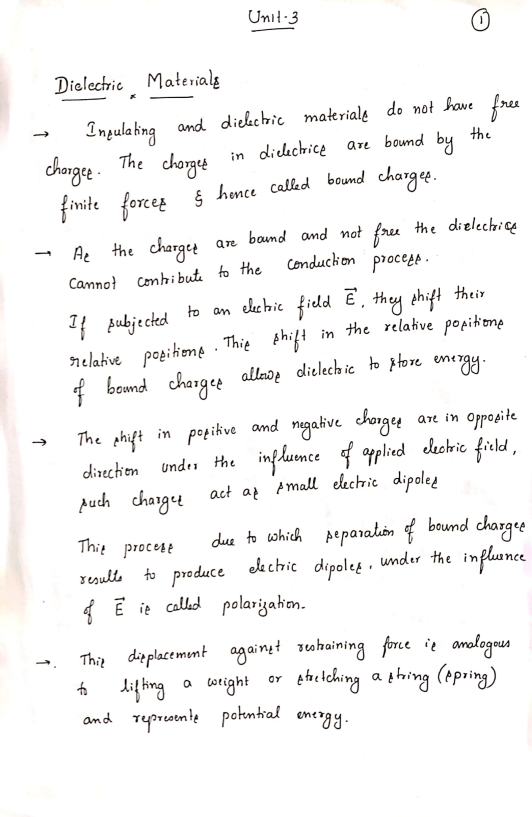 Unit-3
1
Dielectric Materials
→ Insulating and dielectric materials do not have free
charges. The charges in dielectrics are bound by the
finite forces & hence called bound charges.
→ As the charges are bound and not free the dielectrics
cannot contribute to the conduction process.
If subjected to an electric field E⃗, they shift their
relative positions. This shift in the relative positions
of bound charges allows dielectric to store energy.
→ The shift in positive and negative charges are in opposite
direction under the influence of applied electric field,
such charges act as small electric dipoles
This process due to which separation of bound charges
results to produce electric dipoles, under the influence
of E⃗ is called polarization.
→. This displacement against restraining force is analogous
to lifting a weight or stretching a string (spring)
and represents potential energy.